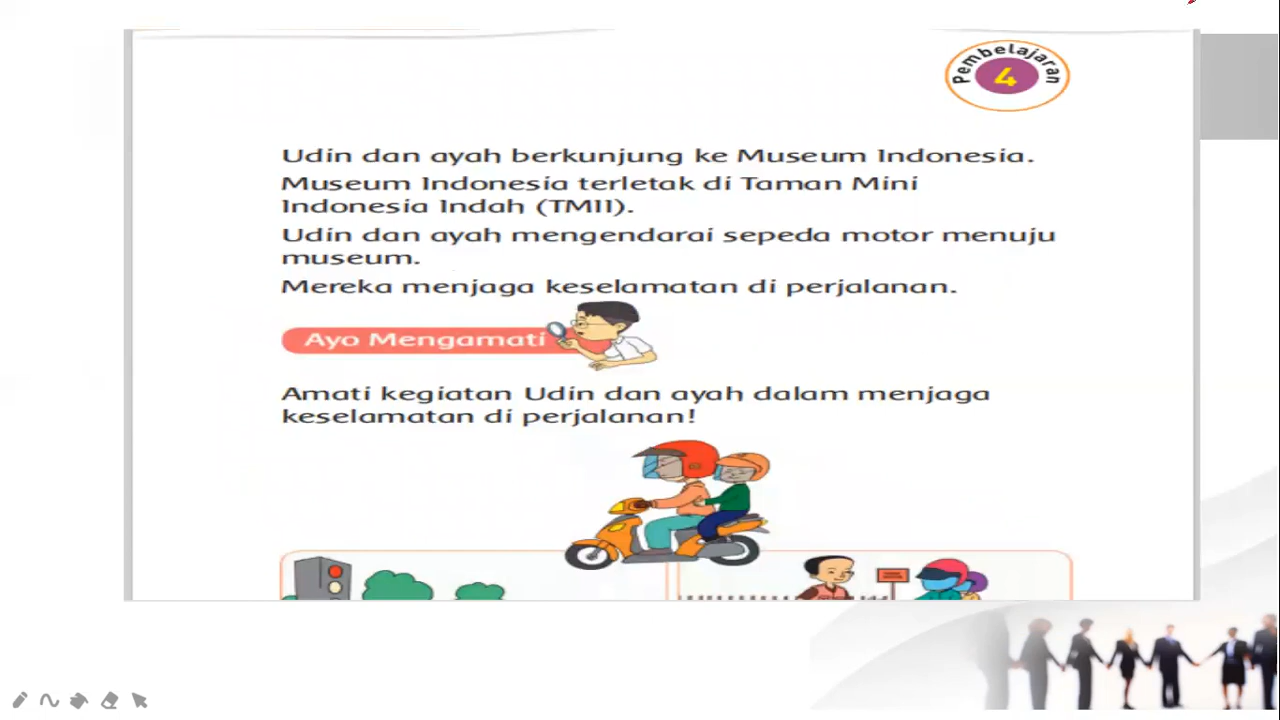 Pembelajaran
4
Udin dan ayah berkunjung ke Museum Indonesia.
Museum Indonesia terletak di Taman Mini
Indonesia Indah (TMII).
Udin dan ayah mengendarai sepeda motor menuju
museum.
Mereka menjaga keselamatan di perjalanan.
Ayo Mengamati
Amati kegiatan Udin dan ayah dalam menjaga
keselamatan di perjalanan!